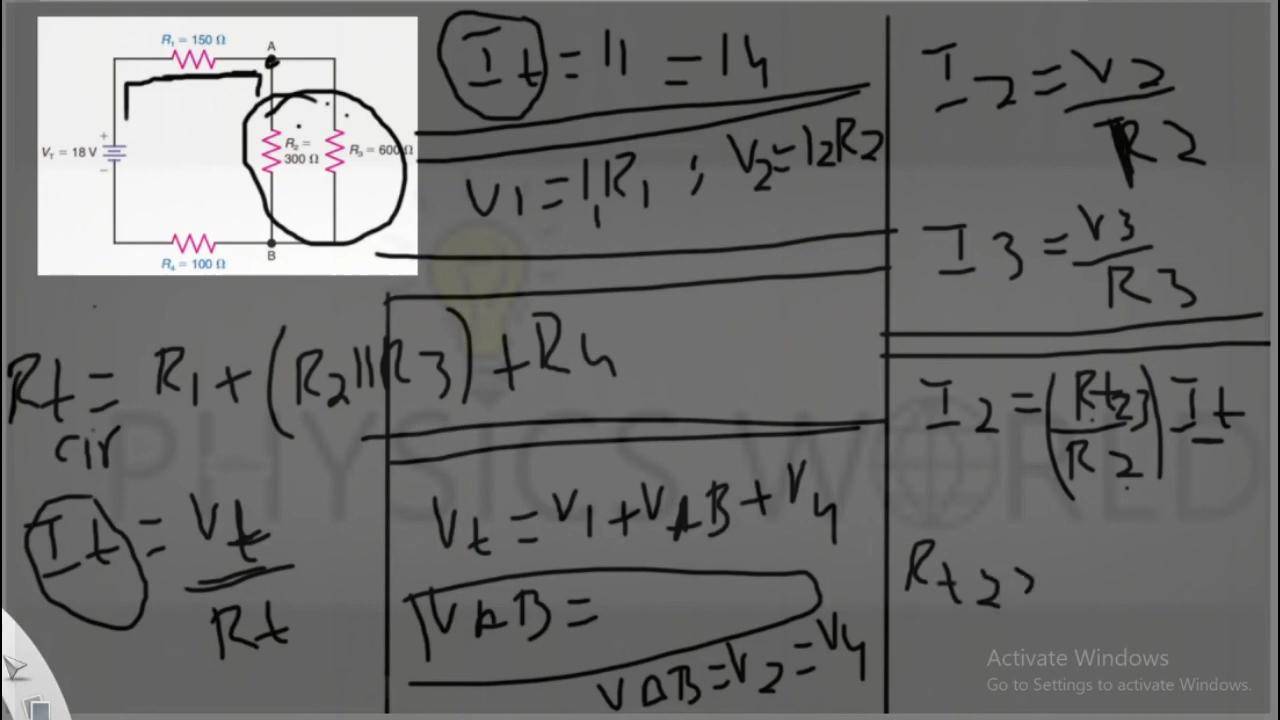 R₁ = 150 Ω
A
V_T = 18 V
+
−
R₂ = 300 Ω
R₃ = 600 Ω
B
R₄ = 100 Ω
It = I1 = I4
V1 = I1R1 ; V2 = I2R2
Rt = R1 + (R2 || R3) + R4
cir
It = Vt / Rt
Vt = V1 + VAB + V4
VAB =
VAB = V2 = V4
I2 = V2 / R2
I3 = V3 / R3
I2 = (Rt23 / R2) It
Rt2
PHYSICS WORLD
Activate Windows
Go to Settings to activate Windows.